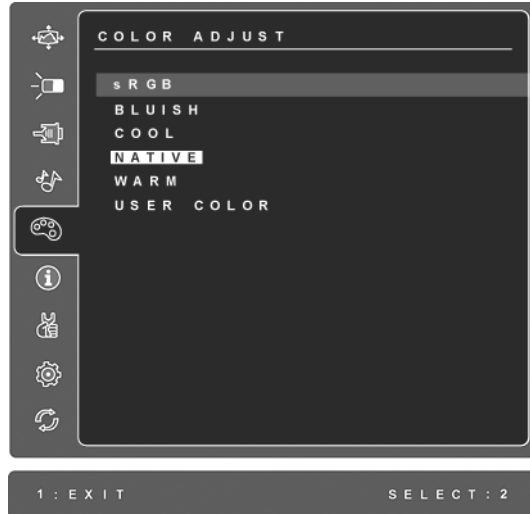 COLOR ADJUST
sRGB
BLUISH
COOL
NATIVE
WARM
USER COLOR
1:EXIT SELECT:2